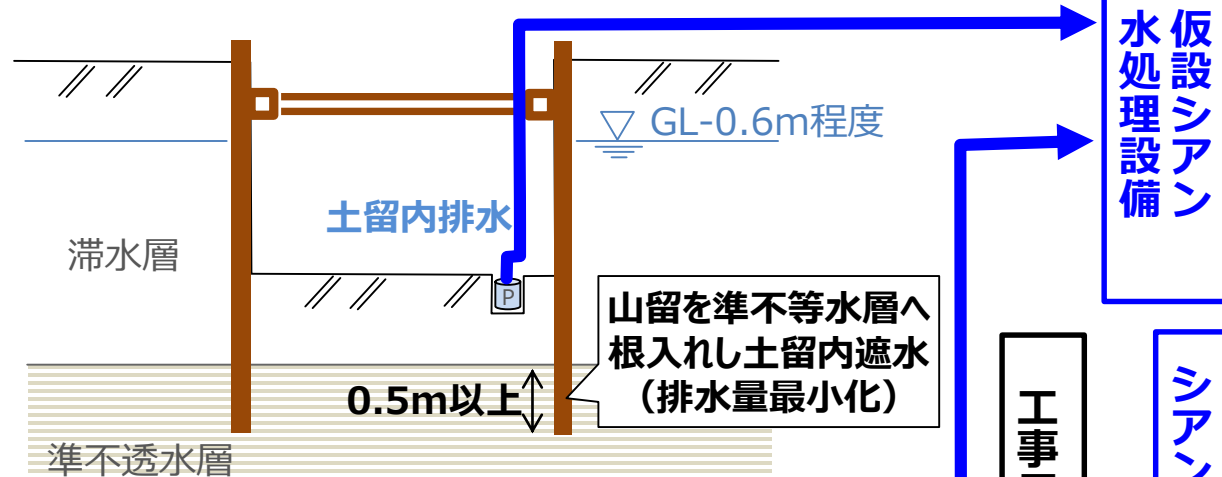 仮設シアン
水処理設備
GL-0.6m程度
土留内排水
滞水層
P
山留を準不等水層へ
根入れし土留内遮水
（排水量最小化）
0.5m以上
準不透水層
工事
シアン